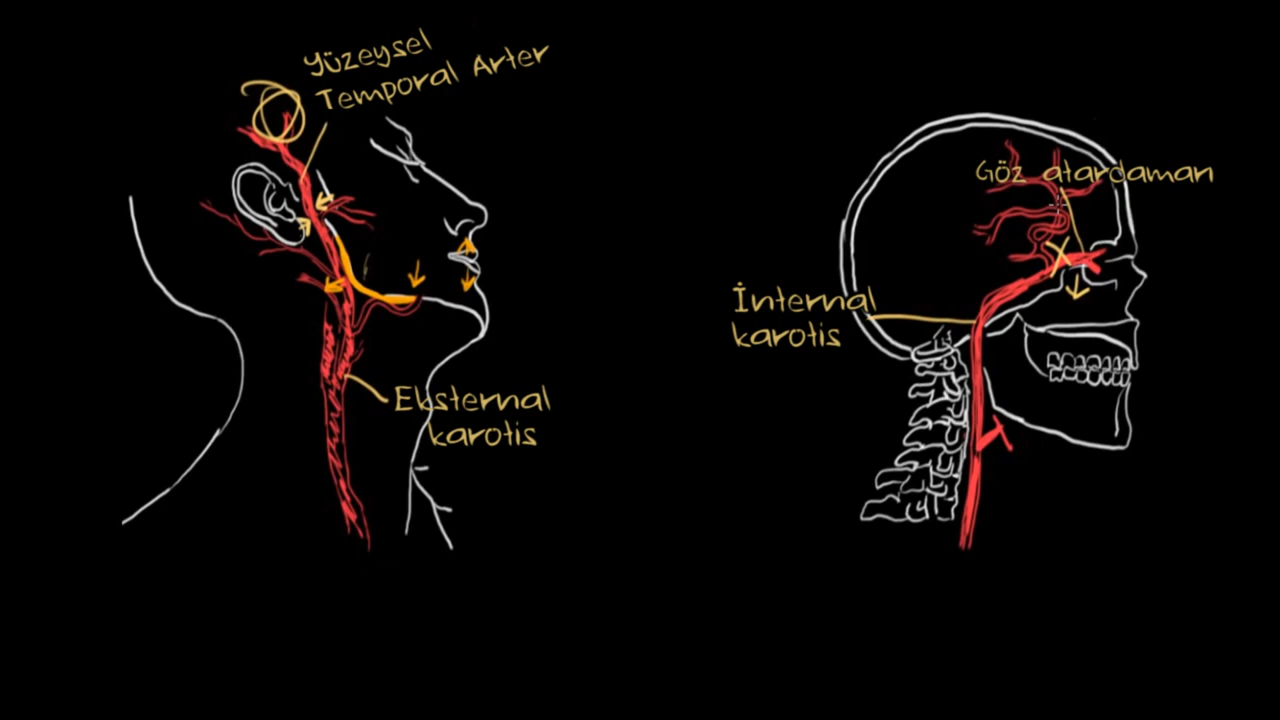 Yüzeysel
Temporal Arter
Eksternal
karotis
Göz atardamarı
İnternal
karotis